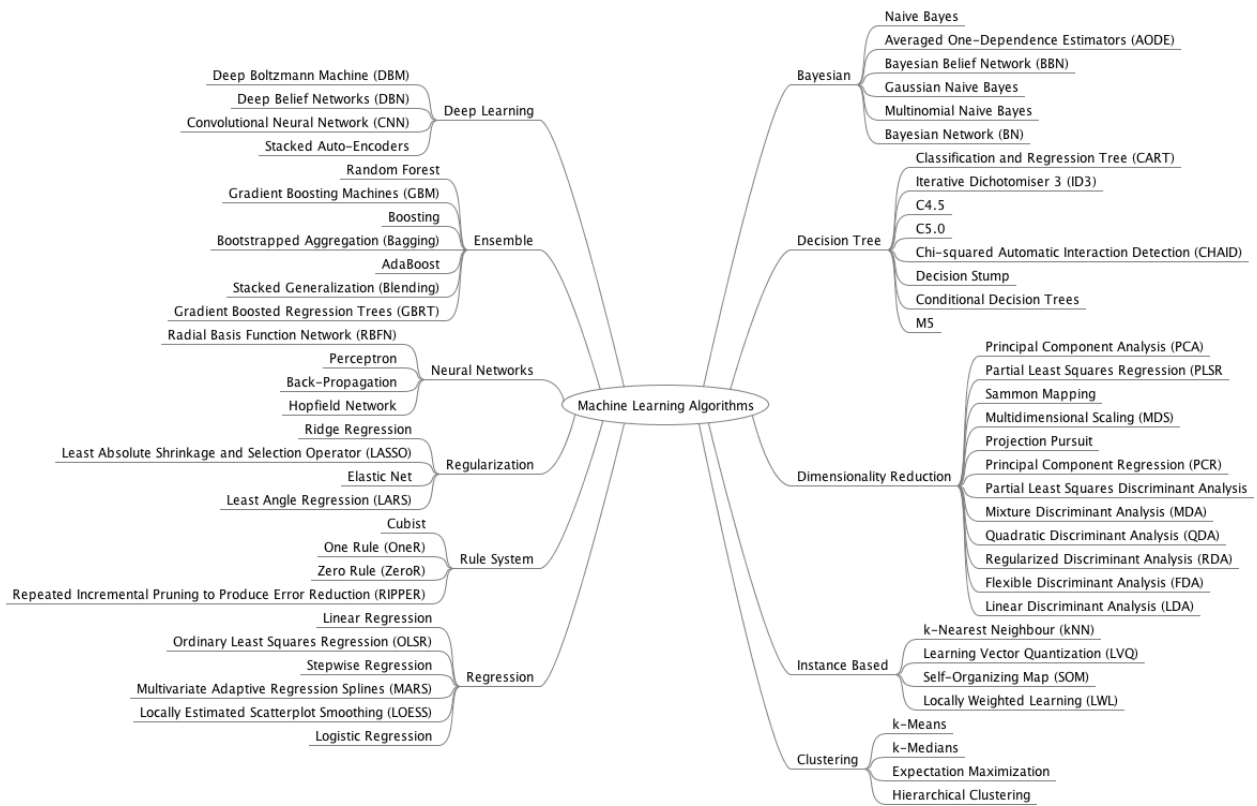 Machine Learning Algorithms
Deep Learning
Deep Boltzmann Machine (DBM)
Deep Belief Networks (DBN)
Convolutional Neural Network (CNN)
Stacked Auto-Encoders
Ensemble
Random Forest
Gradient Boosting Machines (GBM)
Boosting
Bootstrapped Aggregation (Bagging)
AdaBoost
Stacked Generalization (Blending)
Gradient Boosted Regression Trees (GBRT)
Neural Networks
Radial Basis Function Network (RBFN)
Perceptron
Back-Propagation
Hopfield Network
Regularization
Ridge Regression
Least Absolute Shrinkage and Selection Operator (LASSO)
Elastic Net
Least Angle Regression (LARS)
Rule System
Cubist
One Rule (OneR)
Zero Rule (ZeroR)
Repeated Incremental Pruning to Produce Error Reduction (RIPPER)
Regression
Linear Regression
Ordinary Least Squares Regression (OLSR)
Stepwise Regression
Multivariate Adaptive Regression Splines (MARS)
Locally Estimated Scatterplot Smoothing (LOESS)
Logistic Regression
Bayesian
Naive Bayes
Averaged One-Dependence Estimators (AODE)
Bayesian Belief Network (BBN)
Gaussian Naive Bayes
Multinomial Naive Bayes
Bayesian Network (BN)
Decision Tree
Classification and Regression Tree (CART)
Iterative Dichotomiser 3 (ID3)
C4.5
C5.0
Chi-squared Automatic Interaction Detection (CHAID)
Decision Stump
Conditional Decision Trees
M5
Dimensionality Reduction
Principal Component Analysis (PCA)
Partial Least Squares Regression (PLSR
Sammon Mapping
Multidimensional Scaling (MDS)
Projection Pursuit
Principal Component Regression (PCR)
Partial Least Squares Discriminant Analysis
Mixture Discriminant Analysis (MDA)
Quadratic Discriminant Analysis (QDA)
Regularized Discriminant Analysis (RDA)
Flexible Discriminant Analysis (FDA)
Linear Discriminant Analysis (LDA)
Instance Based
k-Nearest Neighbour (kNN)
Learning Vector Quantization (LVQ)
Self-Organizing Map (SOM)
Locally Weighted Learning (LWL)
Clustering
k-Means
k-Medians
Expectation Maximization
Hierarchical Clustering